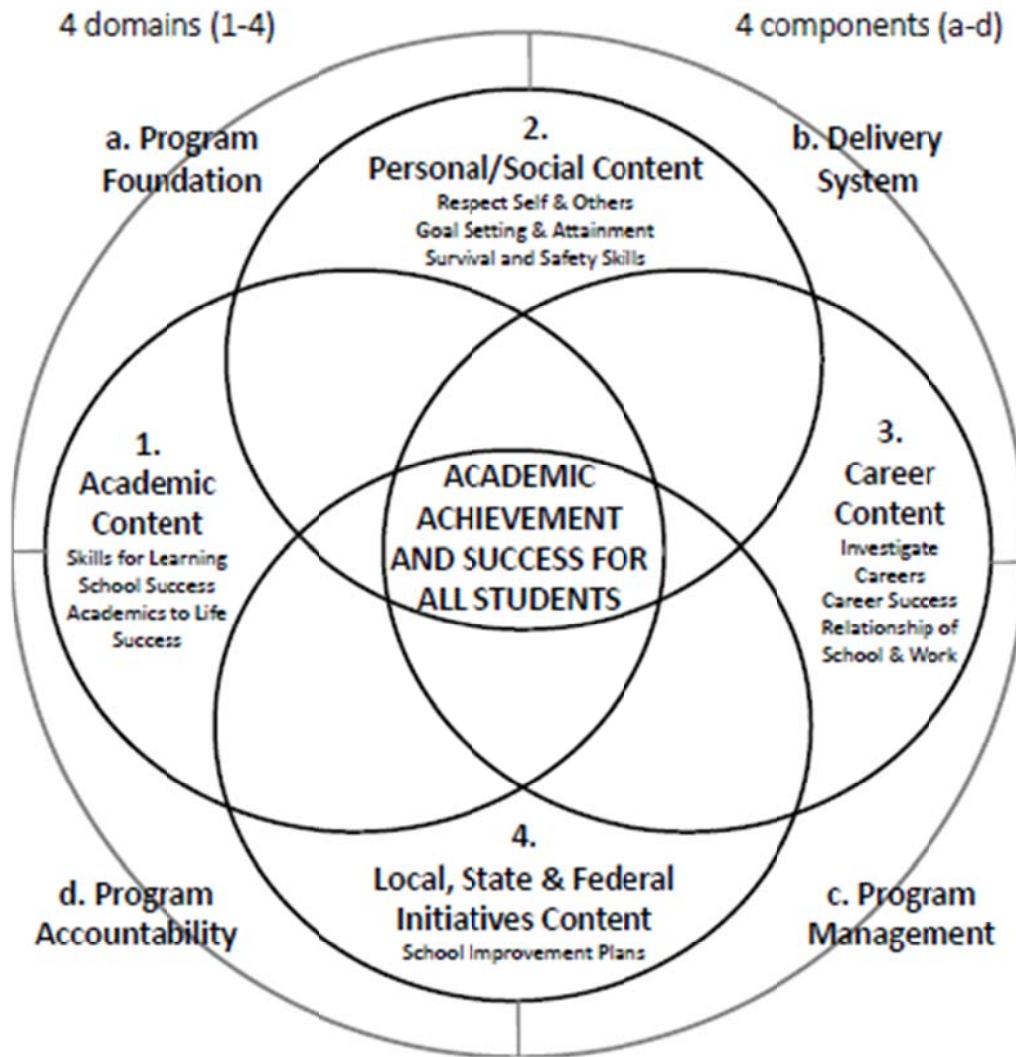 4 domains (1-4)
4 components (a-d)
a. Program
Foundation
2.
Personal/Social Content
Respect Self & Others
Goal Setting & Attainment
Survival and Safety Skills
b. Delivery
System
1.
Academic
Content
Skills for Learning
School Success
Academics to Life
Success
ACADEMIC
ACHIEVEMENT
AND SUCCESS FOR
ALL STUDENTS
3.
Career
Content
Investigate
Careers
Career Success
Relationship of
School & Work
d. Program
Accountability
4.
Local, State & Federal
Initiatives Content
School Improvement Plans
c. Program
Management